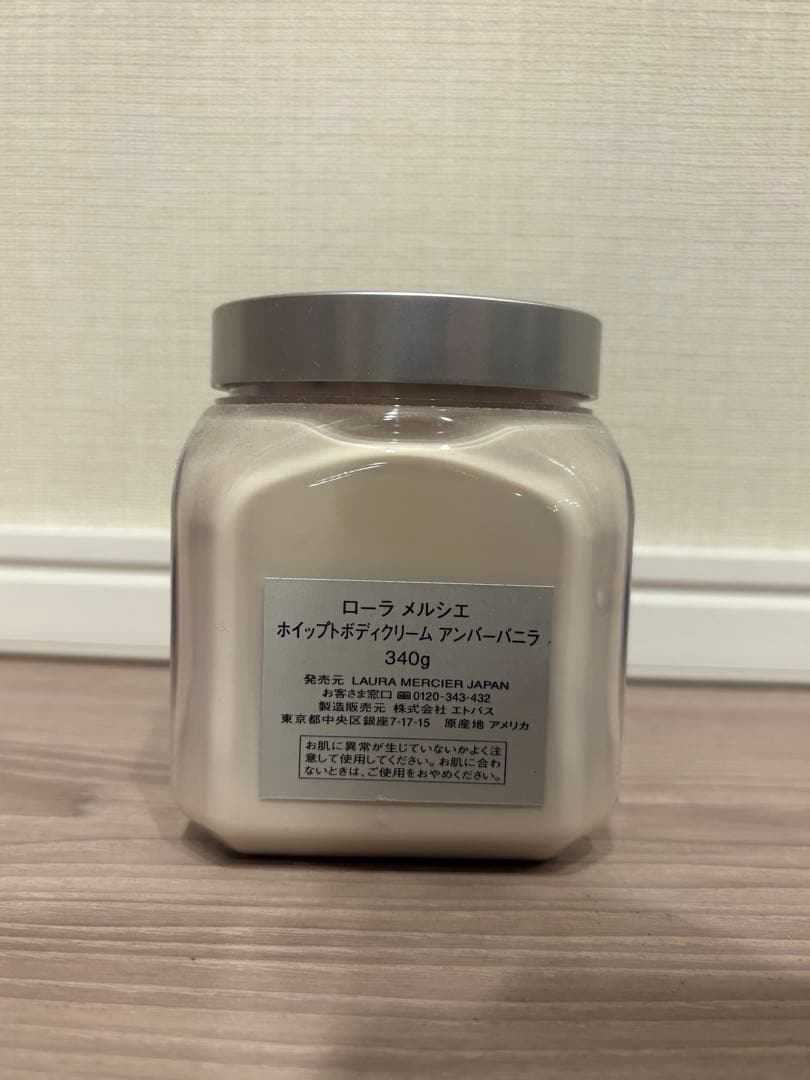 ローラ メルシエ
ホイップトボディクリーム アンバーバニラ
340g
発売元 LAURA MERCIER JAPAN
お客さま窓口 0120-343-432
製造販売元 株式会社 エトバス
東京都中央区銀座7-17-15 原産地 アメリカ
お肌に異常が生じていないかよく注
意して使用してください。お肌に合わ
ないときは、ご使用をおやめください。